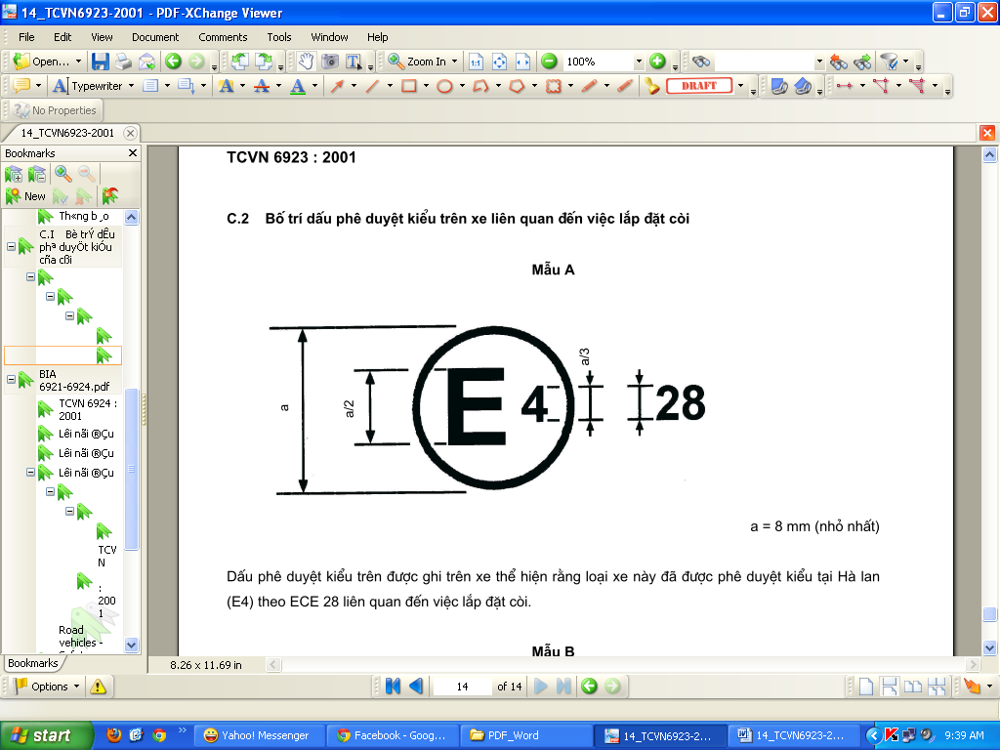 14_TCVN6923-2001 - PDF-XChange Viewer
File Edit View Document Comments Tools Window Help
Open... Zoom In 100%
Typewriter DRAFT
No Properties
14_TCVN6923-2001
Bookmarks
New
Th«ng b¸o
C.I Bè trÝ dÊu
phª duyÖt kiÓu
cña cßi
BIA
6921-6924.pdf
TCVN 6924 :
2001
Lêi nãi ®Çu
Lêi nãi ®Çu
Lêi nãi ®Çu
TCV
N
:
200
1
Road
vehicles -
Bookmarks
TCVN 6923 : 2001
C.2 Bố trí dấu phê duyệt kiểu trên xe liên quan đến việc lắp đặt còi
Mẫu A
a
a/2
E 4
a/3
28
a = 8 mm (nhỏ nhất)
Dấu phê duyệt kiểu trên được ghi trên xe thể hiện rằng loại xe này đã được phê duyệt kiểu tại Hà lan
(E4) theo ECE 28 liên quan đến việc lắp đặt còi.
Mẫu B
8.26 x 11.69 in
Options 14 of 14
start Yahoo! Messenger Facebook - Goog... PDF_Word 14_TCVN6923-2... 14_TCVN6923-2... 9:39 AM